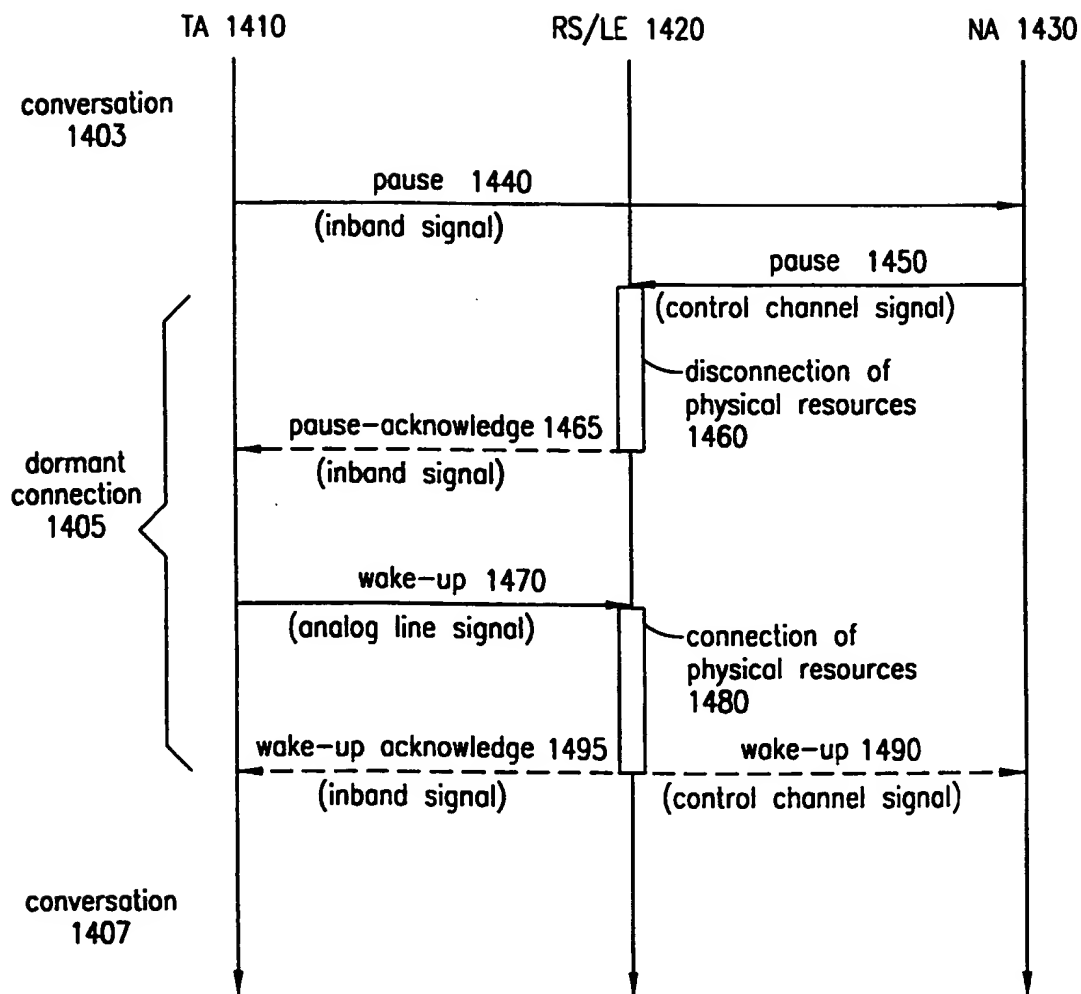 TA 1410
RS/LE 1420
NA 1430
conversation
1403
pause 1440
(inband signal)
pause 1450
(control channel signal)
disconnection of
physical resources
1460
pause-acknowledge 1465
(inband signal)
dormant
connection
1405
wake-up 1470
(analog line signal)
connection of
physical resources
1480
wake-up acknowledge 1495
(inband signal)
wake-up 1490
(control channel signal)
conversation
1407